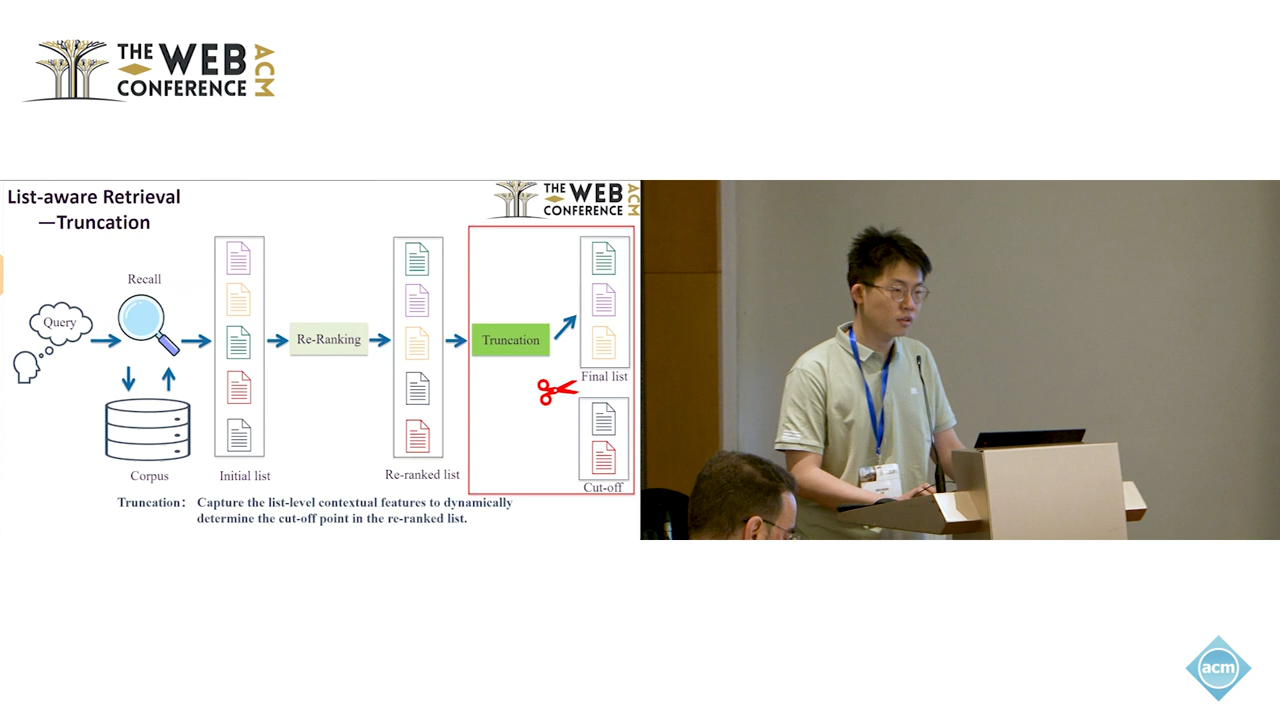 THE WEB CONFERENCE ACM
List-aware Retrieval
—Truncation
THE WEB CONFERENCE ACM
Recall
Query
Re-Ranking
Truncation
Final list
Corpus
Initial list
Re-ranked list
Cut-off
Truncation: Capture the list-level contextual features to dynamically
determine the cut-off point in the re-ranked list.
acm